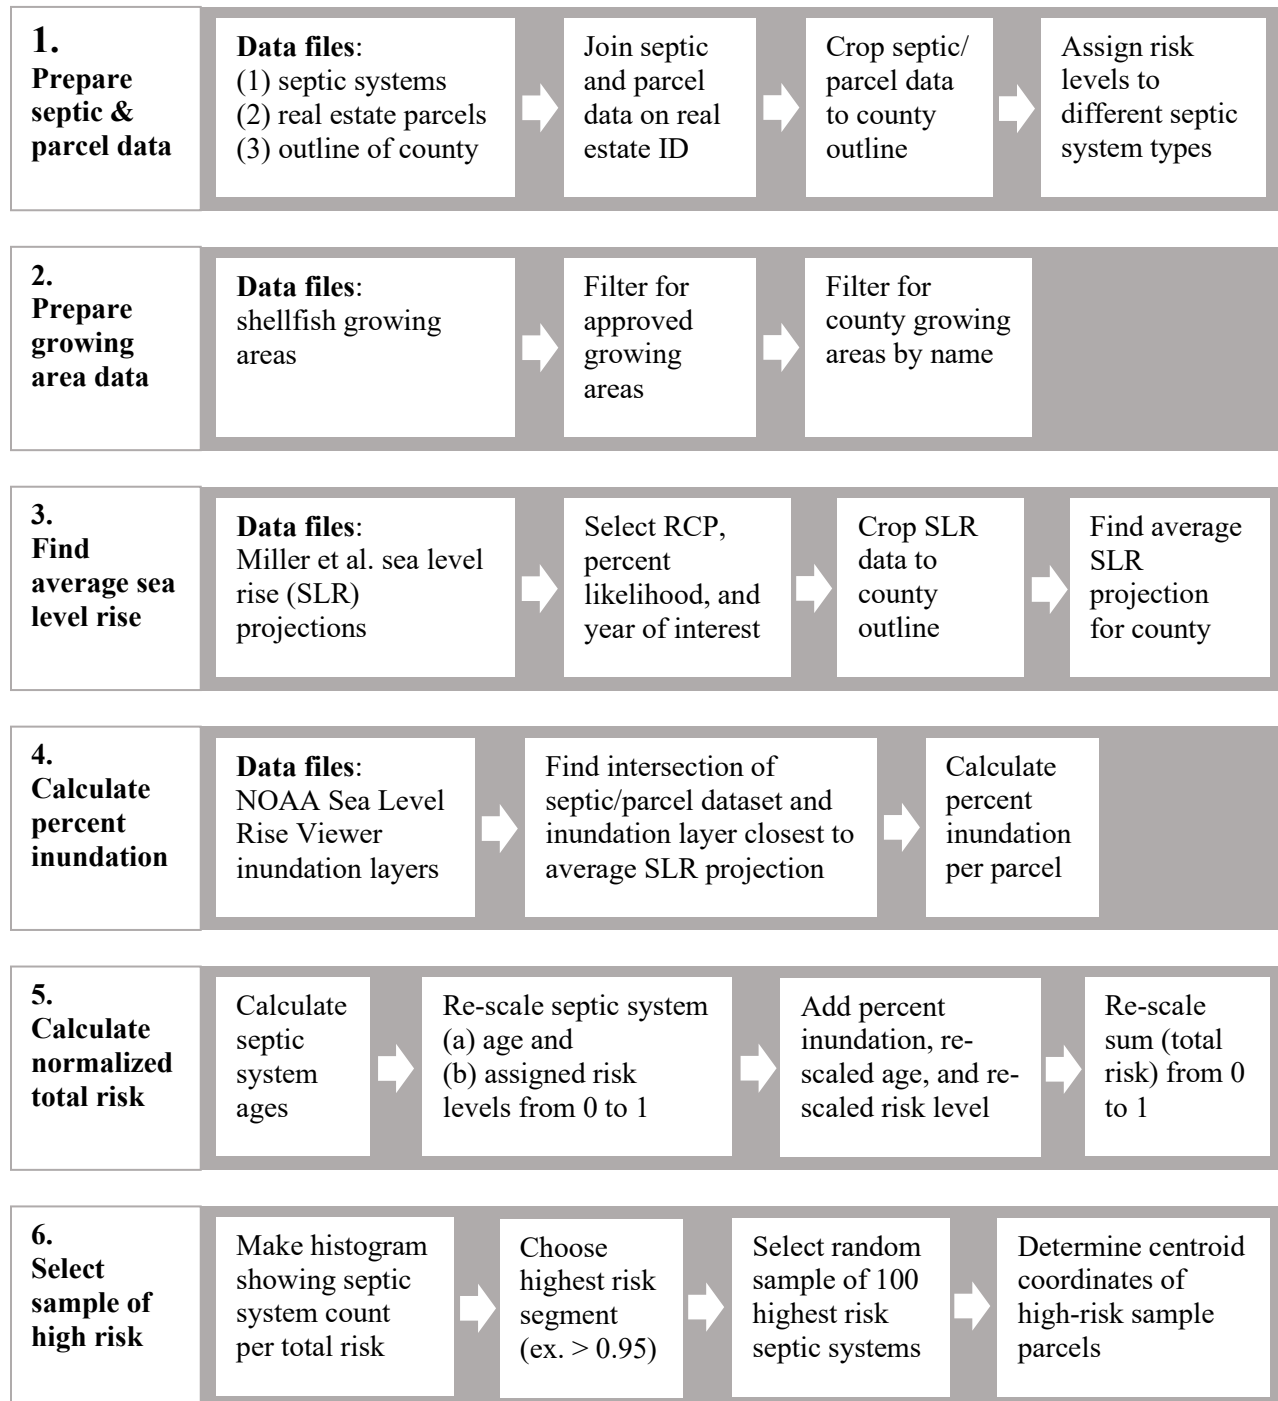 1.
Prepare
septic &
parcel data
Data files:
(1) septic systems
(2) real estate parcels
(3) outline of county
Join septic
and parcel
data on real
estate ID
Crop septic/
parcel data
to county
outline
Assign risk
levels to
different septic
system types
2.
Prepare
growing
area data
Data files:
shellfish growing
areas
Filter for
approved
growing
areas
Filter for
county growing
areas by name
3.
Find
average sea
level rise
Data files:
Miller et al. sea level
rise (SLR)
projections
Select RCP,
percent
likelihood, and
year of interest
Crop SLR
data to
county
outline
Find average
SLR
projection
for county
4.
Calculate
percent
inundation
Data files:
NOAA Sea Level
Rise Viewer
inundation layers
Find intersection of
septic/parcel dataset and
inundation layer closest to
average SLR projection
Calculate
percent
inundation
per parcel
5.
Calculate
normalized
total risk
Calculate
septic
system
ages
Re-scale septic system
(a) age and
(b) assigned risk
levels from 0 to 1
Add percent
inundation, re-
scaled age, and re-
scaled risk level
Re-scale
sum (total
risk) from 0
to 1
6.
Select
sample of
high risk
Make histogram
showing septic
system count
per total risk
Choose
highest risk
segment
(ex. > 0.95)
Select random
sample of 100
highest risk
septic systems
Determine centroid
coordinates of
high-risk sample
parcels